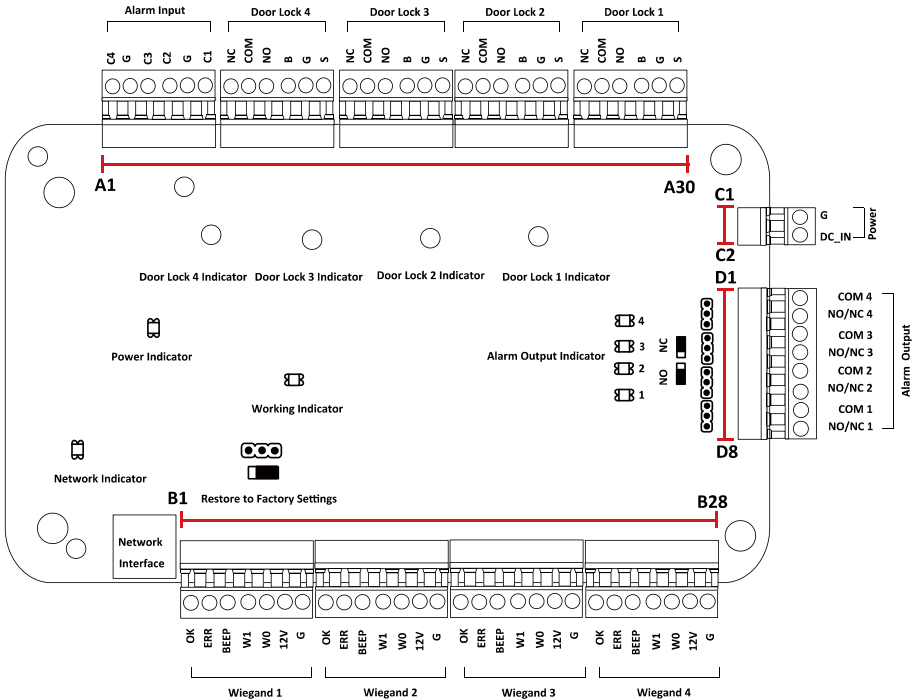 Alarm Input
Door Lock 4
Door Lock 3
Door Lock 2
Door Lock 1
C4 G C3 C2 G C1
NC COM NO B G S
NC COM NO B G S
NC COM NO B G S
NC COM NO B G S
A1
A30
C1
G
DC_IN
Power
C2
Door Lock 4 Indicator
Door Lock 3 Indicator
Door Lock 2 Indicator
Door Lock 1 Indicator
D1
COM 4
NO/NC 4
COM 3
NO/NC 3
COM 2
NO/NC 2
COM 1
NO/NC 1
Alarm Output
4
3
2
1
NC
NO
Alarm Output Indicator
Power Indicator
Working Indicator
D8
Network Indicator
Restore to Factory Settings
B1
B28
Network
Interface
OK ERR BEEP W1 W0 12V G
OK ERR BEEP W1 W0 12V G
OK ERR BEEP W1 W0 12V G
OK ERR BEEP W1 W0 12V G
Wiegand 1
Wiegand 2
Wiegand 3
Wiegand 4